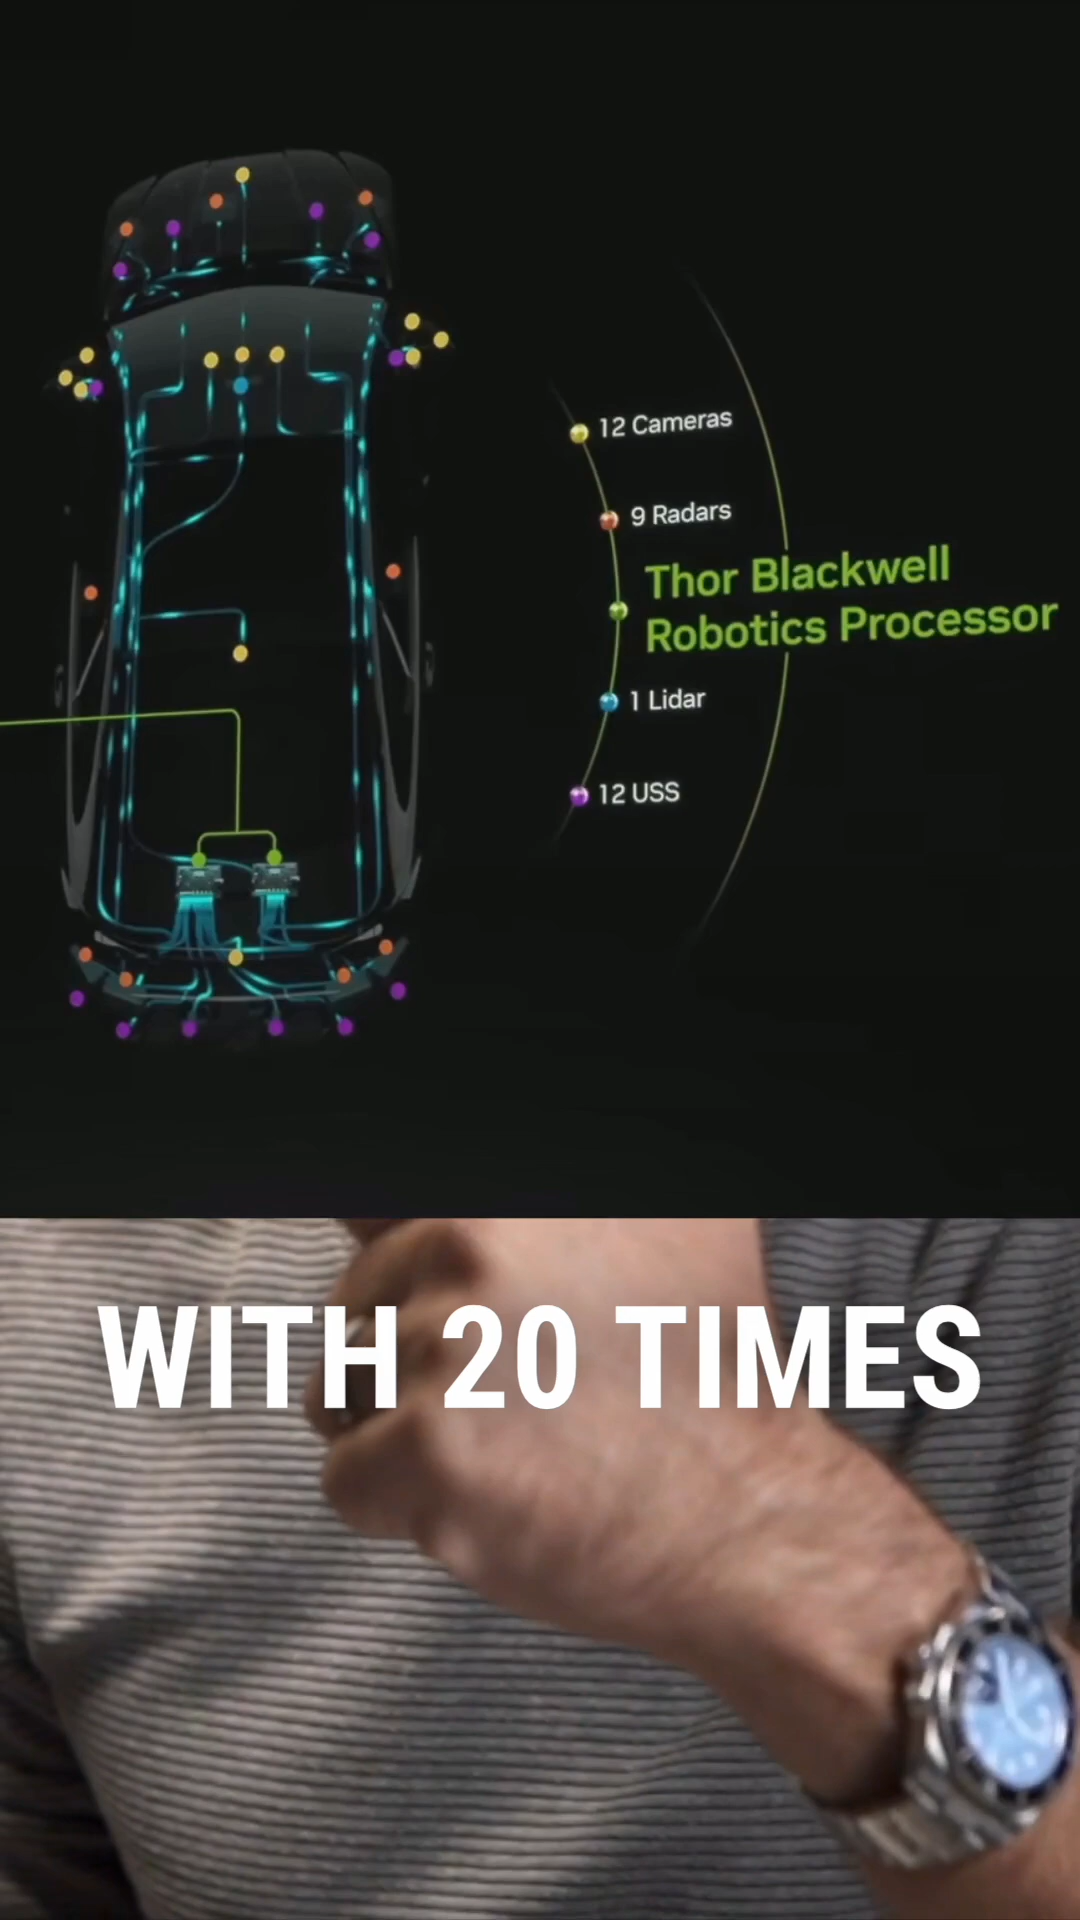 12 Cameras
9 Radars
Thor Blackwell
Robotics Processor
1 Lidar
12 USS
WITH 20 TIMES